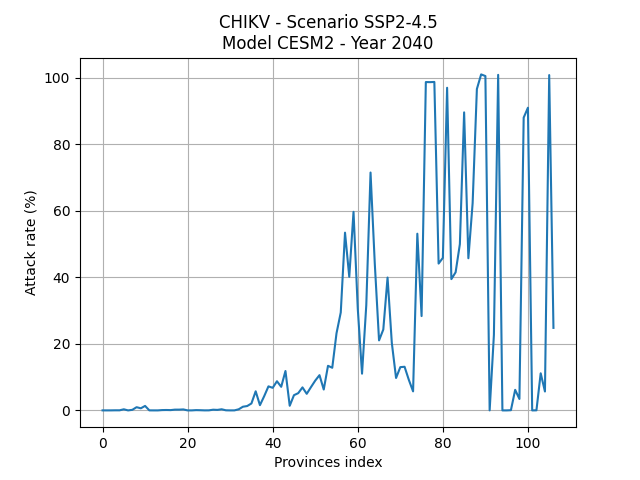 CHIKV - Scenario SSP2-4.5
Model CESM2 - Year 2040
Attack rate (%)
100
80
60
40
20
0
0 20 40 60 80 100
Provinces index